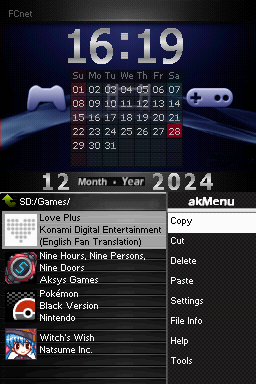 FCnet
16:19
Su Mo Tu We Th Fr Sa
01 02 03 04 05 06 07
08 09 10 11 12 13 14
15 16 17 18 19 20 21
22 23 24 25 26 27 28
29 30 31
12 Month • Year 2024
SD:/Games/
Love Plus
Konami Digital Entertainment
(English Fan Translation)
Nine Hours, Nine Persons,
Nine Doors
Aksys Games
Pokémon
Black Version
Nintendo
Witch's Wish
Natsume Inc.
akMenu
Copy
Cut
Delete
Paste
Settings
File Info
Help
Tools